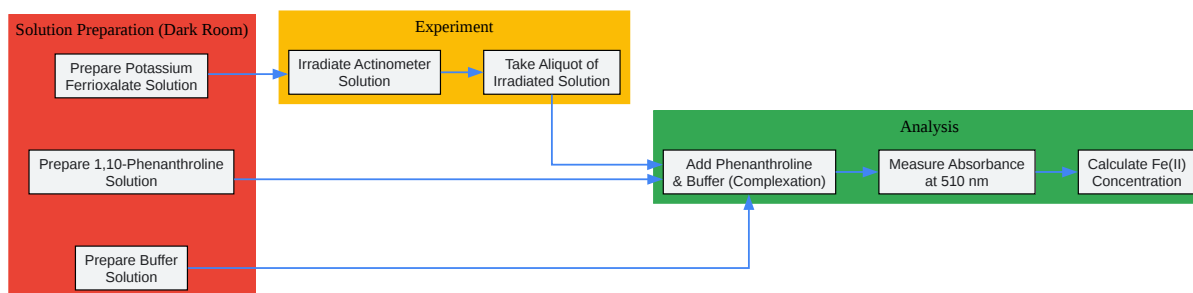 Solution Preparation (Dark Room)
Prepare Potassium
Ferrioxalate Solution
Prepare 1,10-Phenanthroline
Solution
Prepare Buffer
Solution
Experiment
Irradiate Actinometer
Solution
Take Aliquot of
Irradiated Solution
Analysis
Add Phenanthroline
& Buffer (Complexation)
Measure Absorbance
at 510 nm
Calculate Fe(II)
Concentration